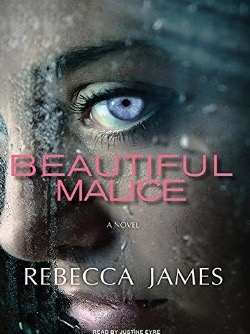 BEAUTIFUL
MALICE
A NOVEL
REBECCA JAMES
READ BY JUSTINE EYRE